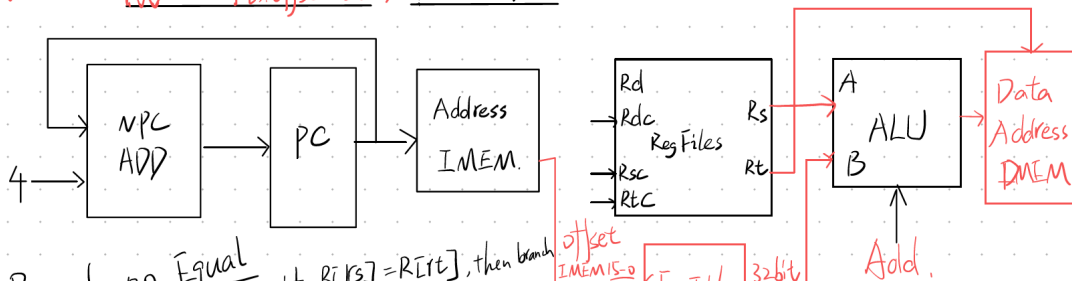 NPC
ADD
4
PC
Address
IMEM.
Rd
Rdc
Rsc
Rtc
Reg Files
Rs
Rt
A
B
ALU
Add.
Data
Address
DMEM
offset
IMEM15-0
32bit
Equal
R[rs]=R[rt], then branch